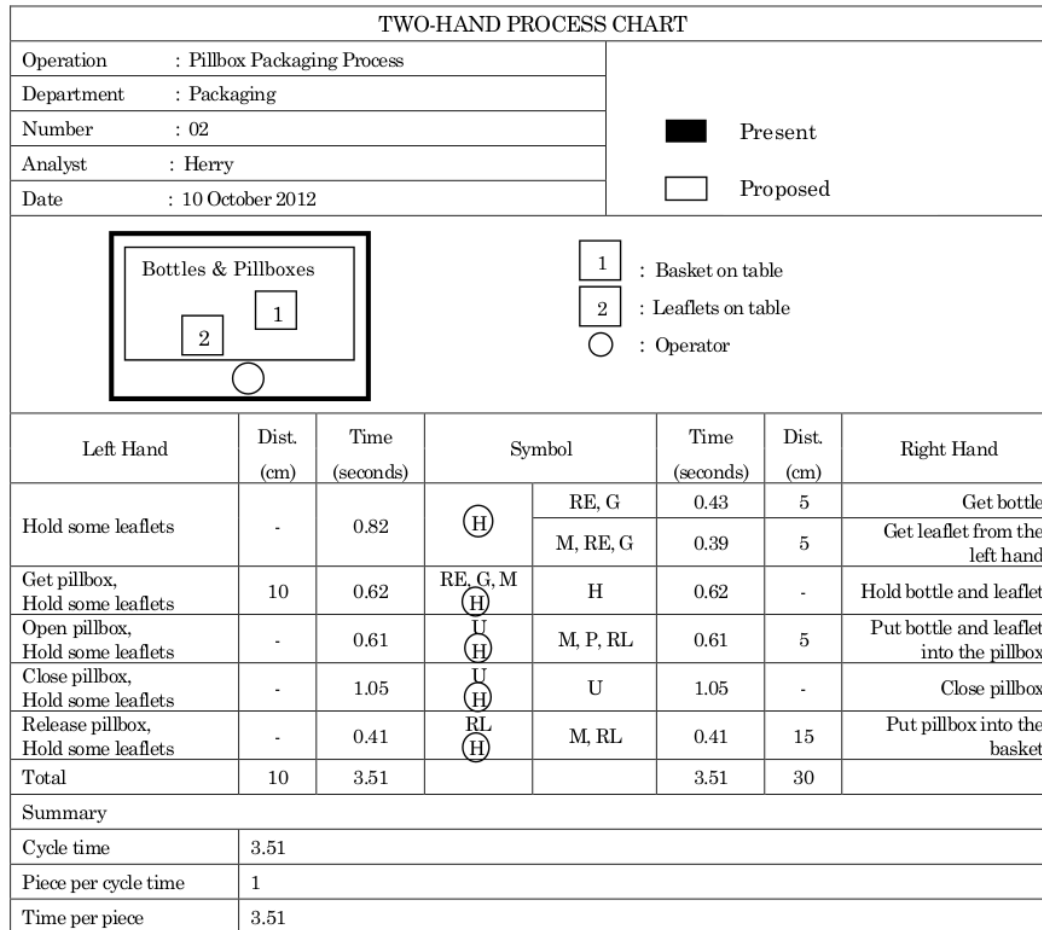 TWO-HAND PROCESS CHART
Operation : Pillbox Packaging Process
Department : Packaging
Number : 02
Analyst : Herry
Date : 10 October 2012
Present
Proposed
Bottles & Pillboxes
1
2
1 : Basket on table
2 : Leaflets on table
: Operator
Left Hand Dist. (cm) Time (seconds) Symbol Time (seconds) Dist. (cm) Right Hand
Hold some leaflets - 0.82 H RE, G 0.43 5 Get bottle
M, RE, G 0.39 5 Get leaflet from the
left hand
Get pillbox, RE, G, M
Hold some leaflets 10 0.62 H H 0.62 - Hold bottle and leaflet
Open pillbox, U Put bottle and leaflet
Hold some leaflets - 0.61 H M, P, RL 0.61 5 into the pillbox
Close pillbox, U
Hold some leaflets - 1.05 H U 1.05 - Close pillbox
Release pillbox, RL Put pillbox into the
Hold some leaflets - 0.41 H M, RL 0.41 15 basket
Total 10 3.51 3.51 30
Summary
Cycle time 3.51
Piece per cycle time 1
Time per piece 3.51